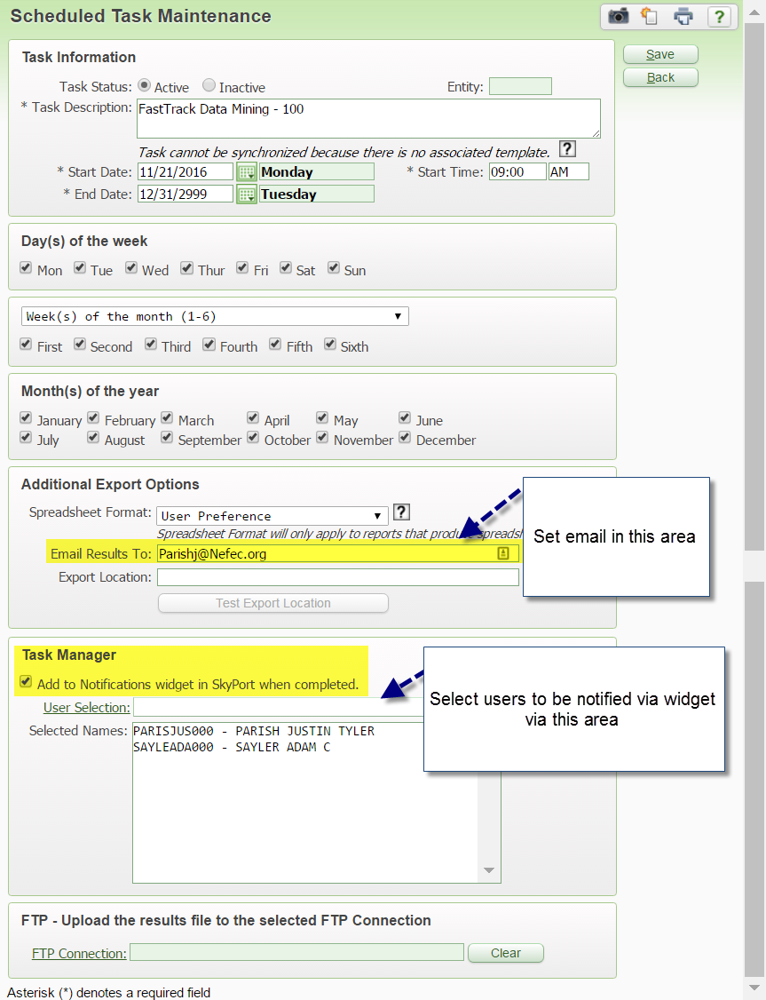 Scheduled Task Maintenance
?
Task Information
Save
Back
Task Status: Active Inactive Entity:
* Task Description: FastTrack Data Mining - 100
Task cannot be synchronized because there is no associated template. ?
* Start Date: 11/21/2016 Monday * Start Time: 09:00 AM
* End Date: 12/31/2999 Tuesday
Day(s) of the week
Mon Tue Wed Thur Fri Sat Sun
Week(s) of the month (1-6)
First Second Third Fourth Fifth Sixth
Month(s) of the year
January February March April May June
July August September October November December
Additional Export Options
Spreadsheet Format: User Preference ?
Spreadsheet Format will only apply to reports that produce spreadsh
Set email in this area
Email Results To: Parishj@Nefec.org
Export Location:
Test Export Location
Task Manager
Add to Notifications widget in SkyPort when completed.
Select users to be notified via widget
via this area
User Selection:
Selected Names: PARISJUS000 - PARISH JUSTIN TYLER
SAYLEADA000 - SAYLER ADAM C
FTP - Upload the results file to the selected FTP Connection
FTP Connection: Clear
Asterisk (*) denotes a required field